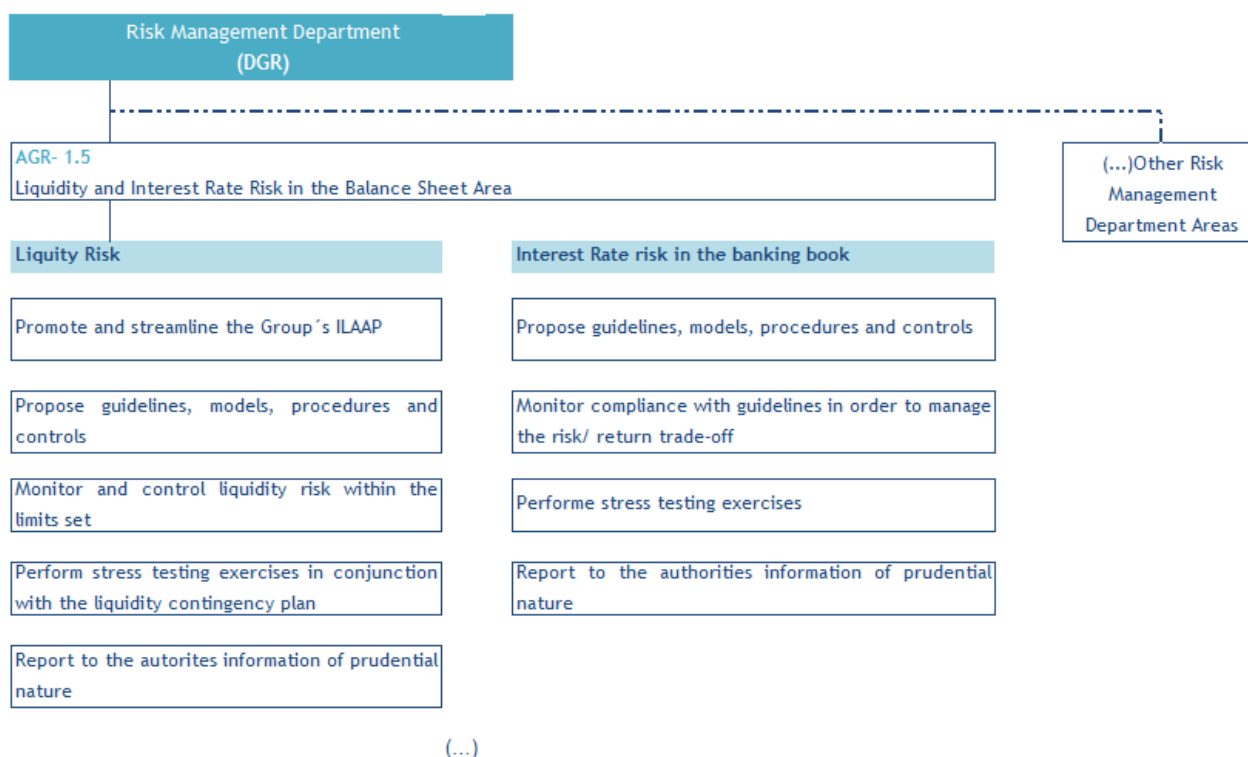 Risk Management Department
(DGR)
AGR- 1.5
Liquidity and Interest Rate Risk in the Balance Sheet Area
(...)Other Risk
Management
Department Areas
Liquity Risk
Interest Rate risk in the banking book
Promote and streamline the Group´s ILAAP
Propose guidelines, models, procedures and controls
Propose guidelines, models, procedures and
controls
Monitor compliance with guidelines in order to manage
the risk/ return trade-off
Monitor and control liquidity risk within the
limits set
Performe stress testing exercises
Perform stress testing exercises in conjunction
with the liquidity contingency plan
Report to the authorities information of prudential
nature
Report to the autorites information of prudential
nature
(...)